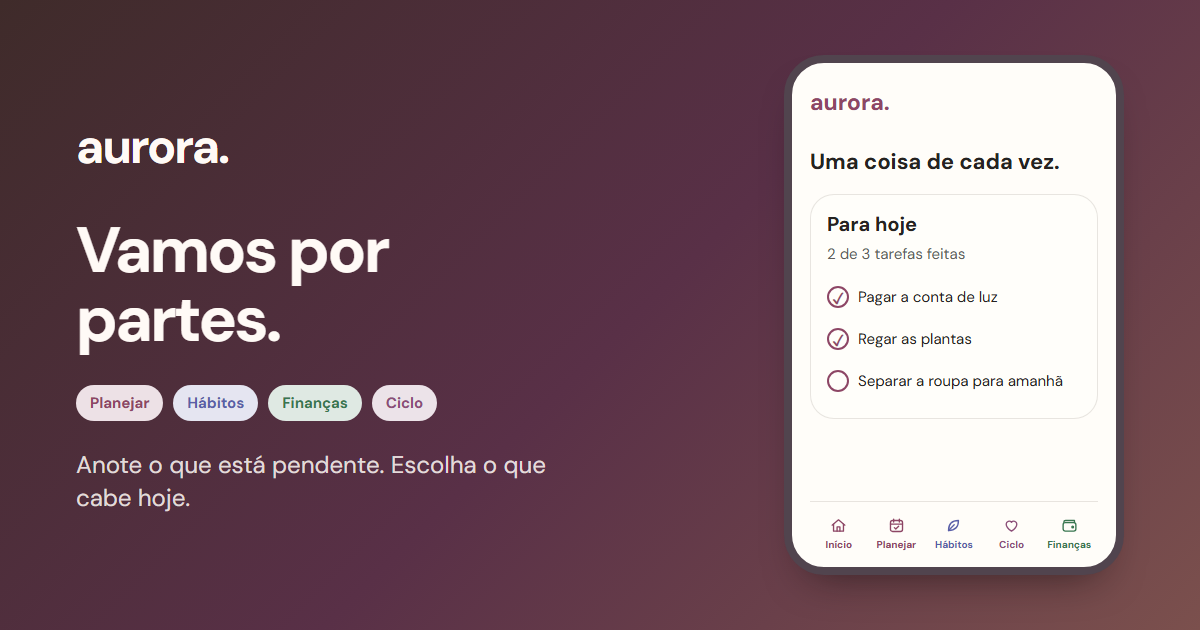 aurora.
Vamos por
partes.
Planejar Hábitos Finanças Ciclo
Anote o que está pendente. Escolha o que
cabe hoje.
aurora.
Uma coisa de cada vez.
Para hoje
2 de 3 tarefas feitas
Pagar a conta de luz
Regar as plantas
Separar a roupa para amanhã
Início Planejar Hábitos Ciclo Finanças